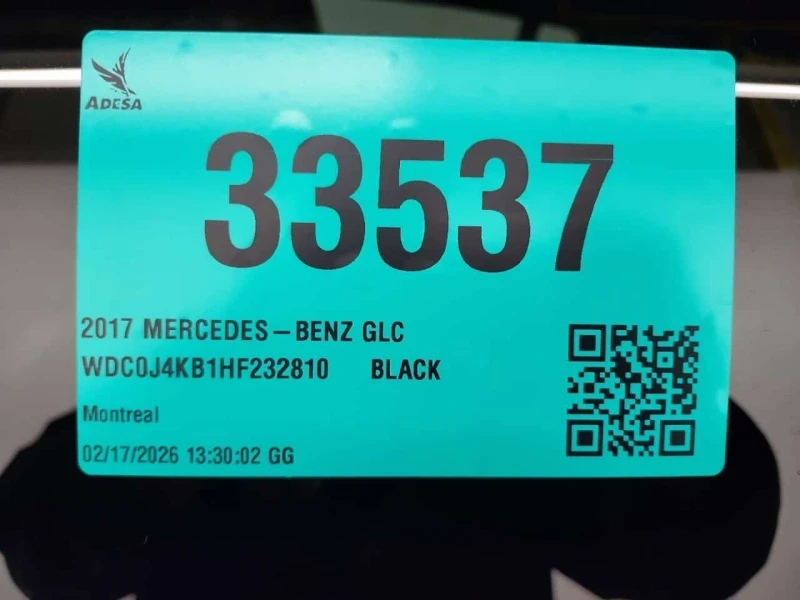 ADESA
33537
2017 MERCEDES-BENZ GLC
WDC0J4KB1HF232810 BLACK
Montreal
02/17/2026 13:30:02 GG